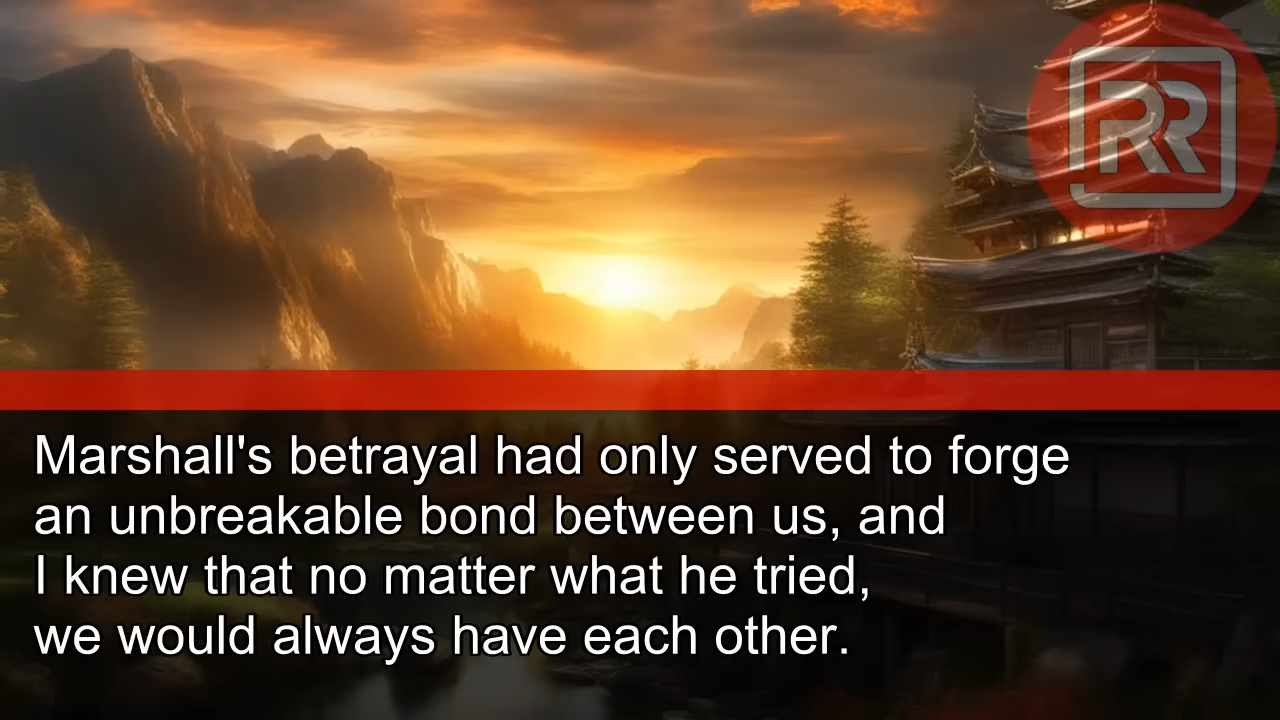 RR
Marshall's betrayal had only served to forge
an unbreakable bond between us, and
I knew that no matter what he tried,
we would always have each other.